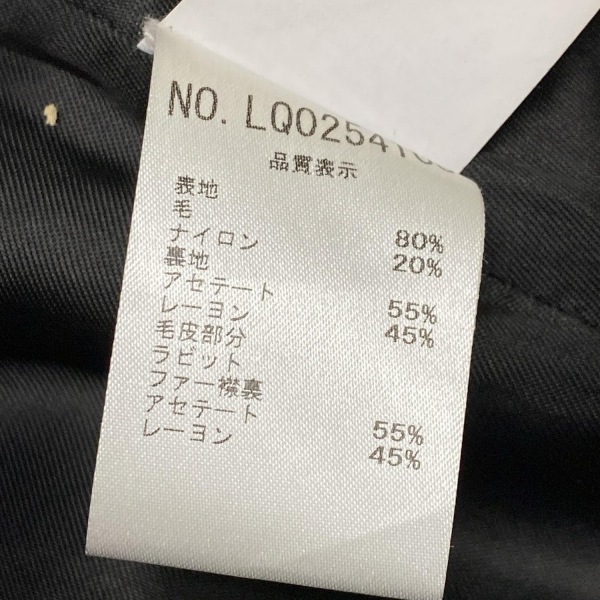 NO. LQ02541
品質表示
表地
毛 80%
ナイロン 20%
裏地
アセテート 55%
レーヨン 45%
毛皮部分
ラビット
ファー襟裏
アセテート 55%
レーヨン 45%